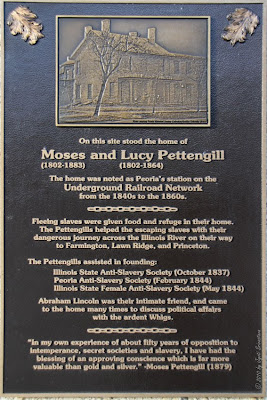 On this site stood the home of
Moses and Lucy Pettengill
(1802-1883) (1802-1864)
The home was noted as Peoria's station on the
Underground Railroad Network
from the 1840s to the 1860s.
Fleeing slaves were given food and refuge in their home.
The Pettengills helped the escaping slaves with their
dangerous journey across the Illinois River on their way
to Farmington, Lawn Ridge, and Princeton.
The Pettengills assisted in founding:
Illinois State Anti-Slavery Society (October 1837)
Peoria Anti-Slavery Society (February 1844)
Illinois State Female Anti-Slavery Society (May 1844)
Abraham Lincoln was their intimate friend, and came
to the home many times to discuss political affairs
with the ardent Whigs.
"In my own experience of about fifty years of opposition to
intemperance, secret societies and slavery, I have had the
blessing of an approving conscience which is far more
valuable than gold and silver." -Moses Pettengill (1879)